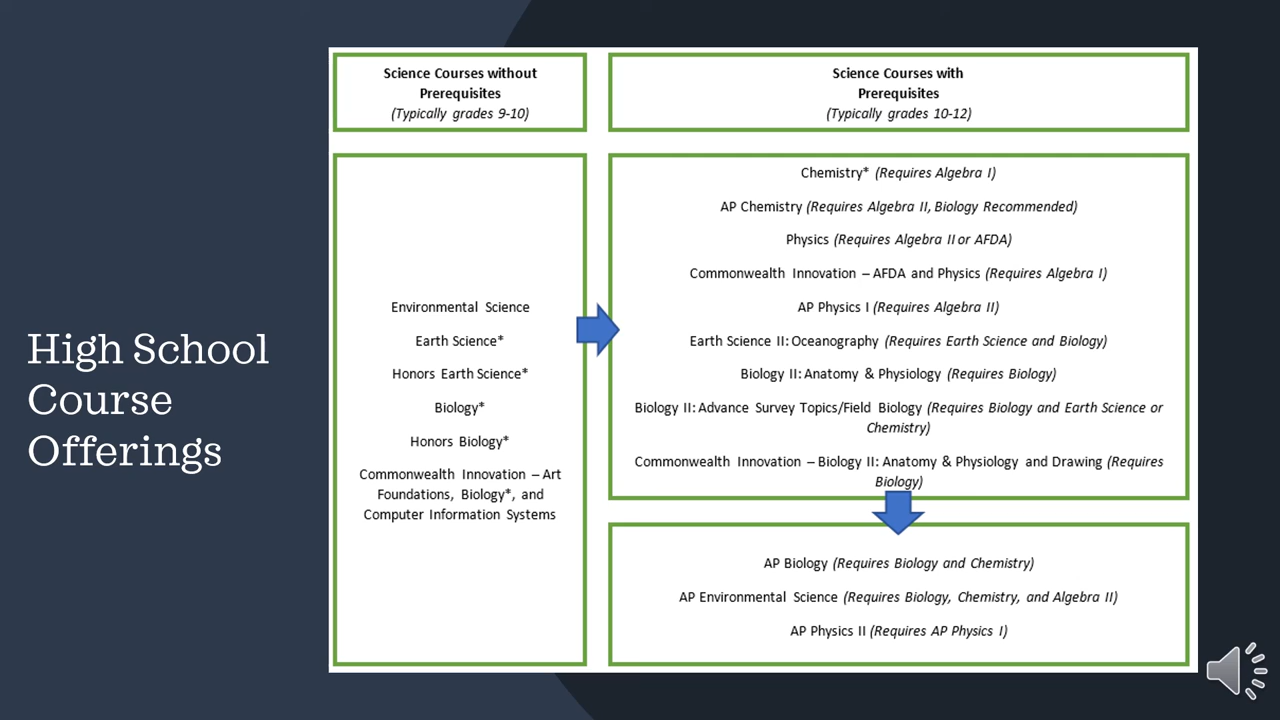 High School
Course
Offerings
Science Courses without
Prerequisites
(Typically grades 9-10)
Science Courses with
Prerequisites
(Typically grades 10-12)
Environmental Science
Earth Science*
Honors Earth Science*
Biology*
Honors Biology*
Commonwealth Innovation – Art
Foundations, Biology*, and
Computer Information Systems
Chemistry* (Requires Algebra I)
AP Chemistry (Requires Algebra II, Biology Recommended)
Physics (Requires Algebra II or AFDA)
Commonwealth Innovation – AFDA and Physics (Requires Algebra I)
AP Physics I (Requires Algebra II)
Earth Science II: Oceanography (Requires Earth Science and Biology)
Biology II: Anatomy & Physiology (Requires Biology)
Biology II: Advance Survey Topics/Field Biology (Requires Biology and Earth Science or
Chemistry)
Commonwealth Innovation – Biology II: Anatomy & Physiology and Drawing (Requires
Biology)
AP Biology (Requires Biology and Chemistry)
AP Environmental Science (Requires Biology, Chemistry, and Algebra II)
AP Physics II (Requires AP Physics I)